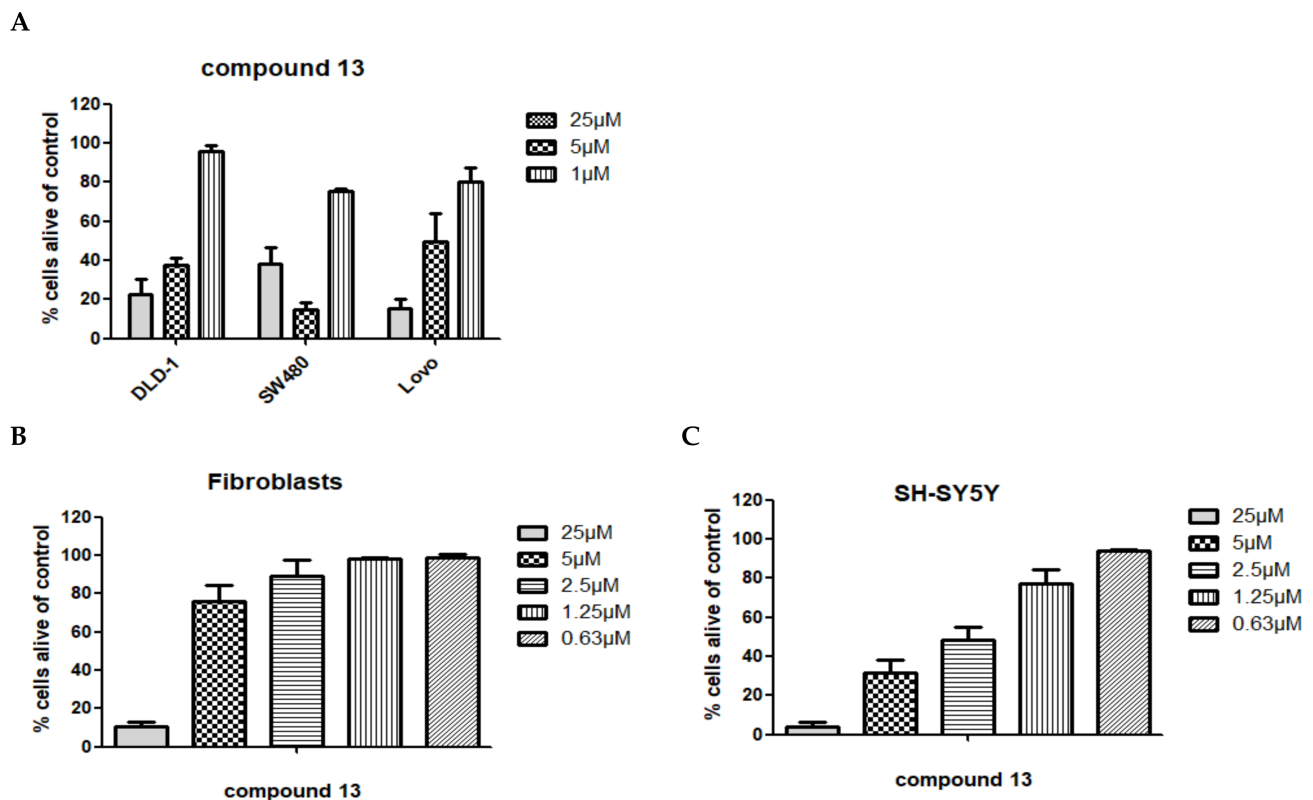 A
compound 13
% cells alive of control
120
100
80
60
40
20
0
DLD-1
SW480
Lovo
25µM
5µM
1µM
B
Fibroblasts
% cells alive of control
120
100
80
60
40
20
0
compound 13
25µM
5µM
2.5µM
1.25µM
0.63µM
C
SH-SY5Y
% cells alive of control
120
100
80
60
40
20
0
compound 13
25µM
5µM
2.5µM
1.25µM
0.63µM